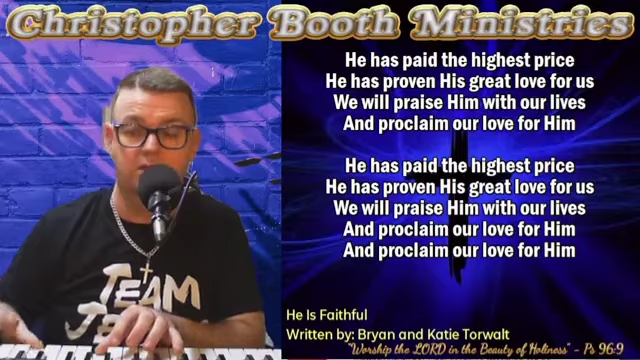 Christopher Booth Ministries
He has paid the highest price
He has proven His great love for us
We will praise Him with our lives
And proclaim our love for Him
He has paid the highest price
He has proven His great love for us
We will praise Him with our lives
And proclaim our love for Him
And proclaim our love for Him
TEAM
He Is Faithful
Written by: Bryan and Katie Torwalt
"Worship the LORD in the Beauty of Holiness" - Ps 96:9